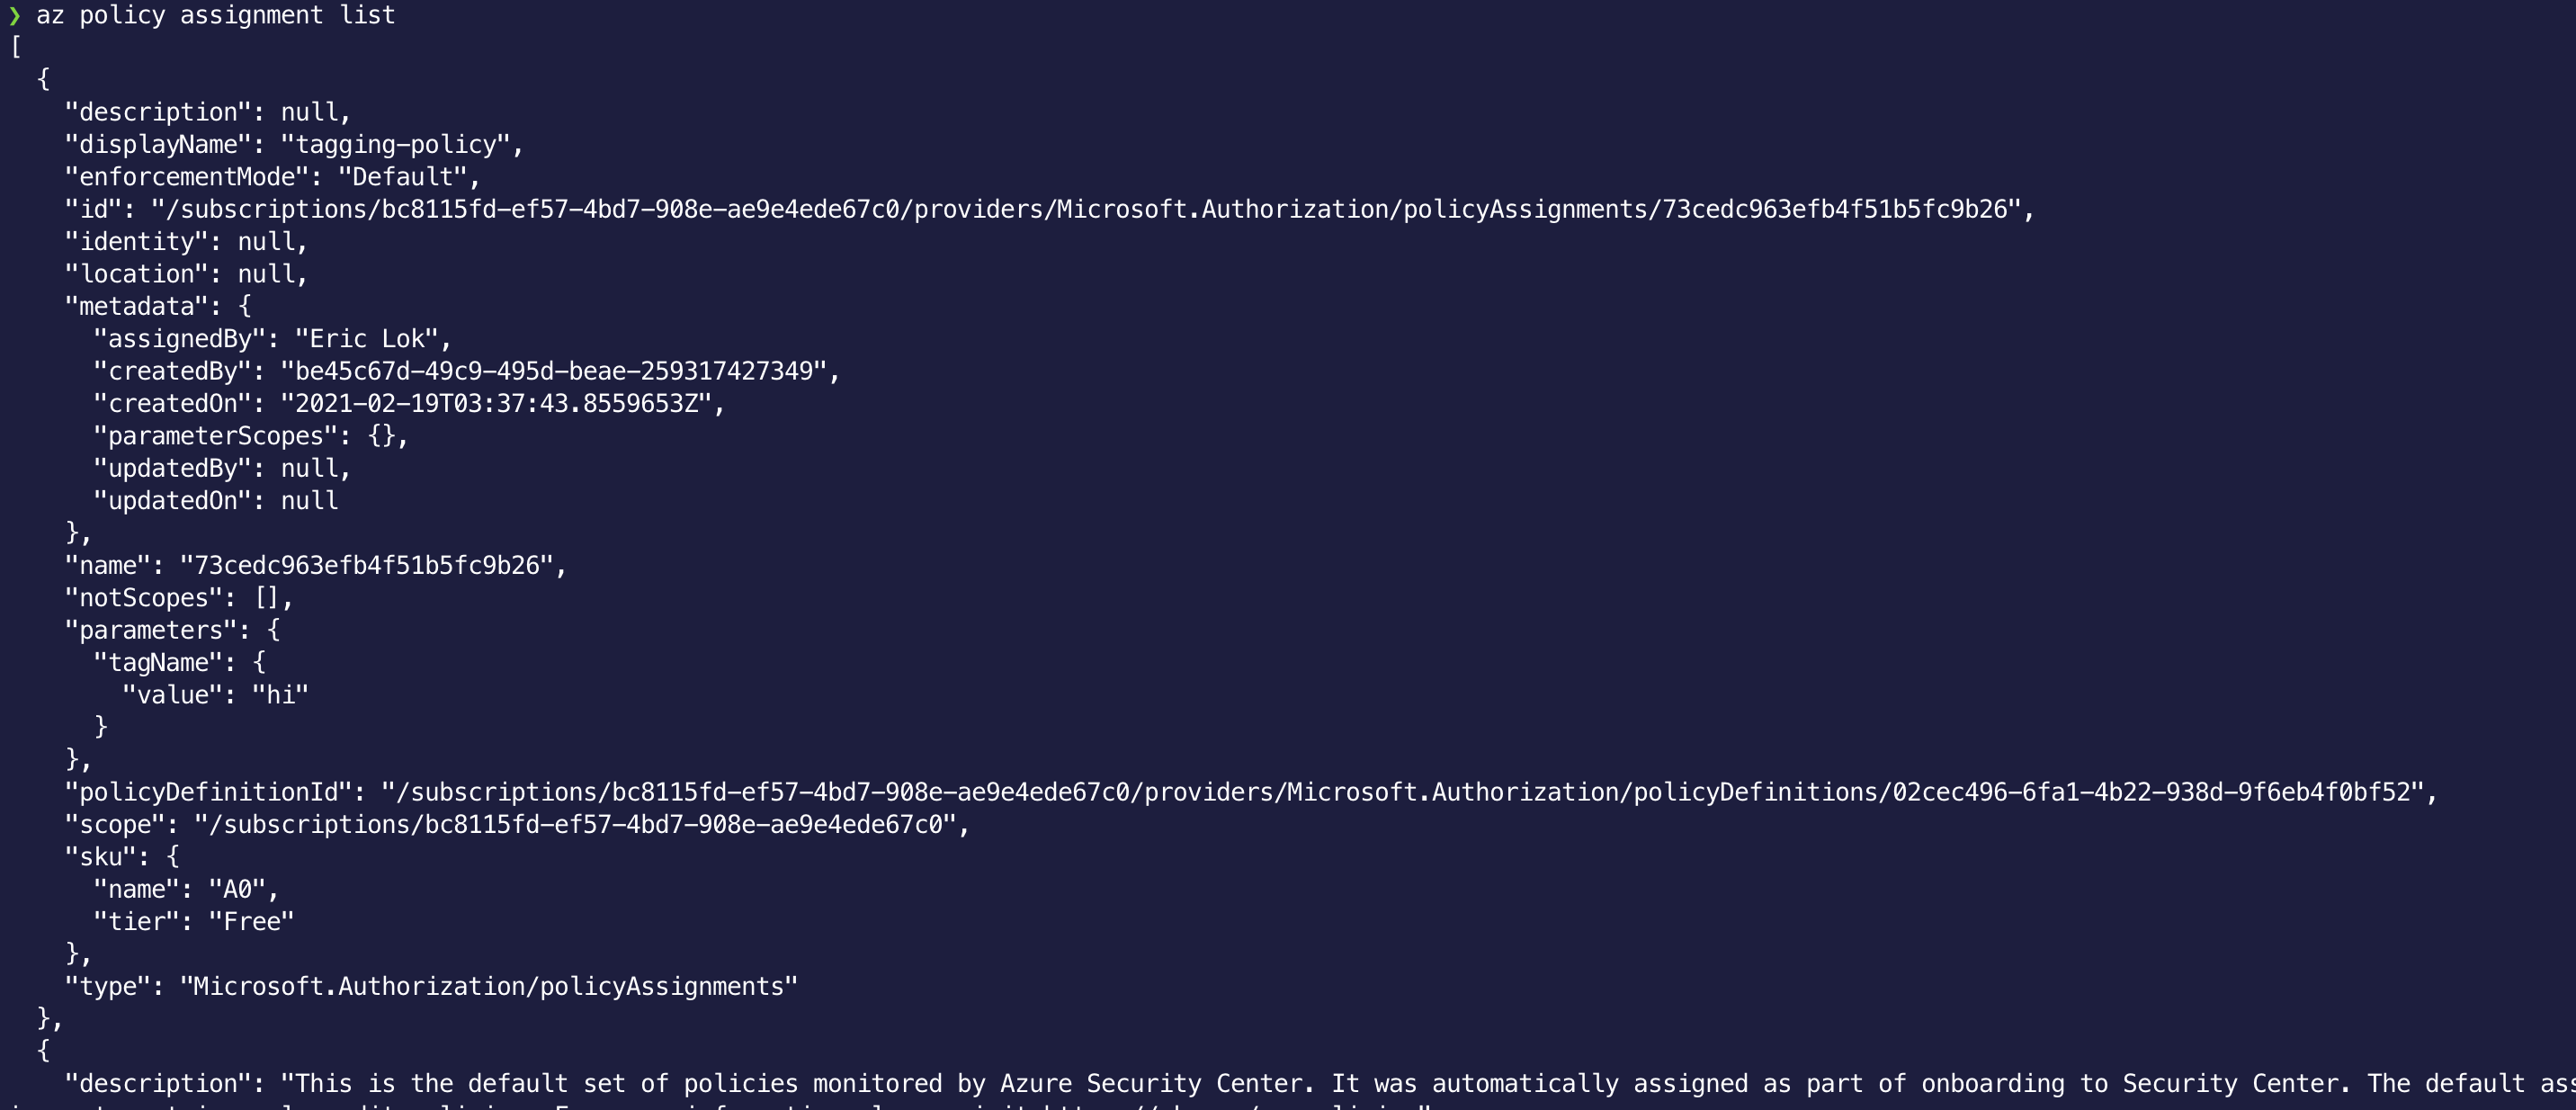 ❯ az policy assignment list
[
  {
    "description": null,
    "displayName": "tagging-policy",
    "enforcementMode": "Default",
    "id": "/subscriptions/bc8115fd-ef57-4bd7-908e-ae9e4ede67c0/providers/Microsoft.Authorization/policyAssignments/73cedc963efb4f51b5fc9b26",
    "identity": null,
    "location": null,
    "metadata": {
      "assignedBy": "Eric Lok",
      "createdBy": "be45c67d-49c9-495d-beae-259317427349",
      "createdOn": "2021-02-19T03:37:43.8559653Z",
      "parameterScopes": {},
      "updatedBy": null,
      "updatedOn": null
    },
    "name": "73cedc963efb4f51b5fc9b26",
    "notScopes": [],
    "parameters": {
      "tagName": {
        "value": "hi"
      }
    },
    "policyDefinitionId": "/subscriptions/bc8115fd-ef57-4bd7-908e-ae9e4ede67c0/providers/Microsoft.Authorization/policyDefinitions/02cec496-6fa1-4b22-938d-9f6eb4f0bf52",
    "scope": "/subscriptions/bc8115fd-ef57-4bd7-908e-ae9e4ede67c0",
    "sku": {
      "name": "A0",
      "tier": "Free"
    },
    "type": "Microsoft.Authorization/policyAssignments"
  },
  {
    "description": "This is the default set of policies monitored by Azure Security Center. It was automatically assigned as part of onboarding to Security Center. The default ass